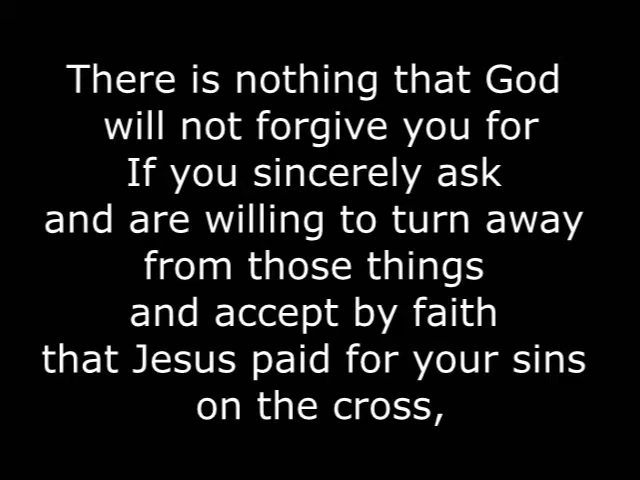 There is nothing that God
will not forgive you for
If you sincerely ask
and are willing to turn away
from those things
and accept by faith
that Jesus paid for your sins
on the cross,